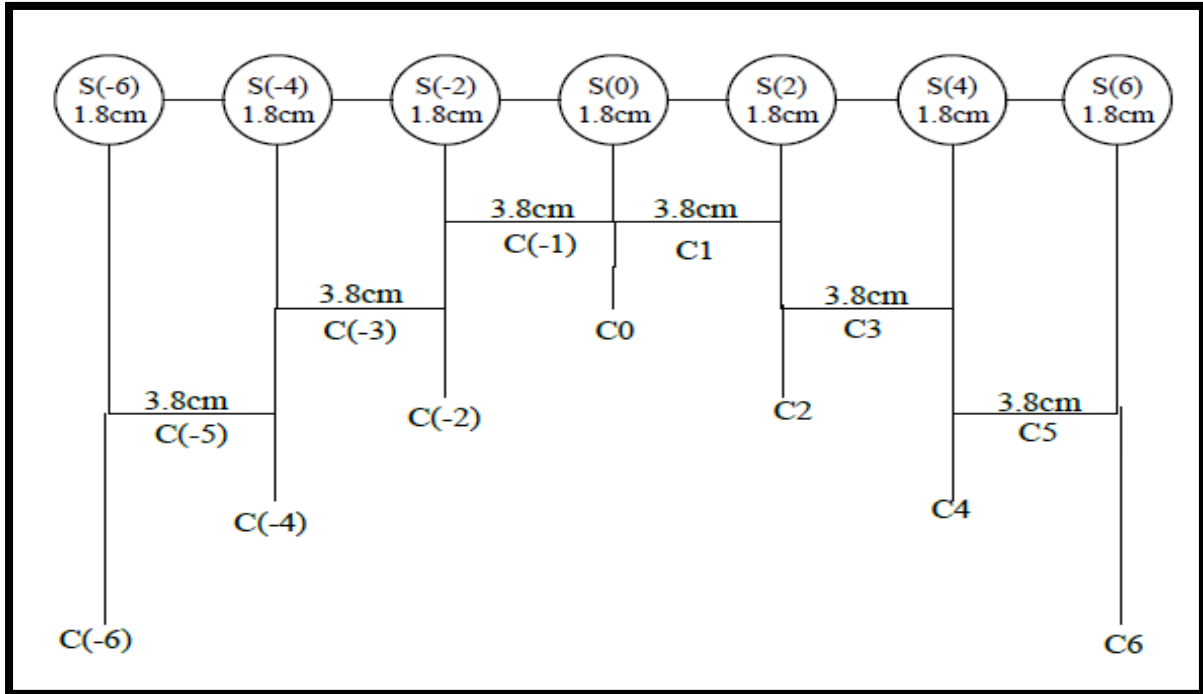 S(-6) S(-4) S(-2) S(0) S(2) S(4) S(6)
1.8cm 1.8cm 1.8cm 1.8cm 1.8cm 1.8cm 1.8cm
3.8cm 3.8cm
C(-1) C1
3.8cm 3.8cm
C(-3) C0 C3
3.8cm C(-2) C2 3.8cm
C(-5) C5
C(-4) C4
C(-6) C6